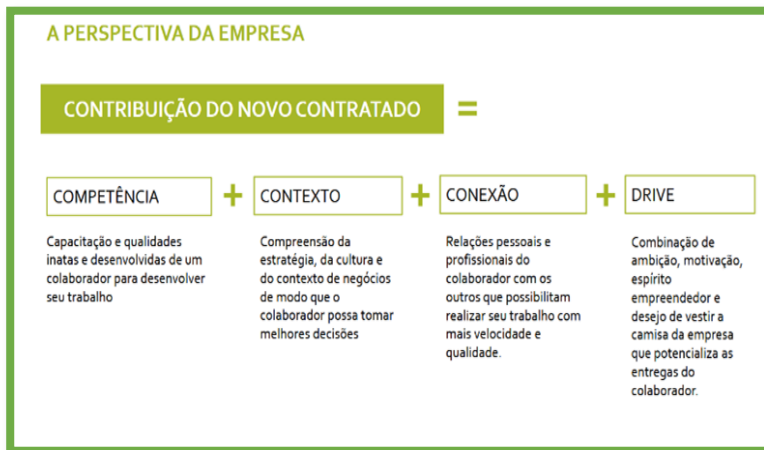 A PERSPECTIVA DA EMPRESA
CONTRIBUIÇÃO DO NOVO CONTRATADO =
COMPETÊNCIA + CONTEXTO + CONEXÃO + DRIVE
Capacitação e qualidades
inatas e desenvolvidas de um
colaborador para desenvolver
seu trabalho
Compreensão da
estratégia, da cultura e
do contexto de negócios
de modo que o
colaborador possa tomar
melhores decisões
Relações pessoais e
profissionais do
colaborador com os
outros que possibilitam
realizar seu trabalho com
mais velocidade e
qualidade.
Combinação de
ambição, motivação,
espírito
empreendedor e
desejo de vestir a
camisa da empresa
que potencializa as
entregas do
colaborador.